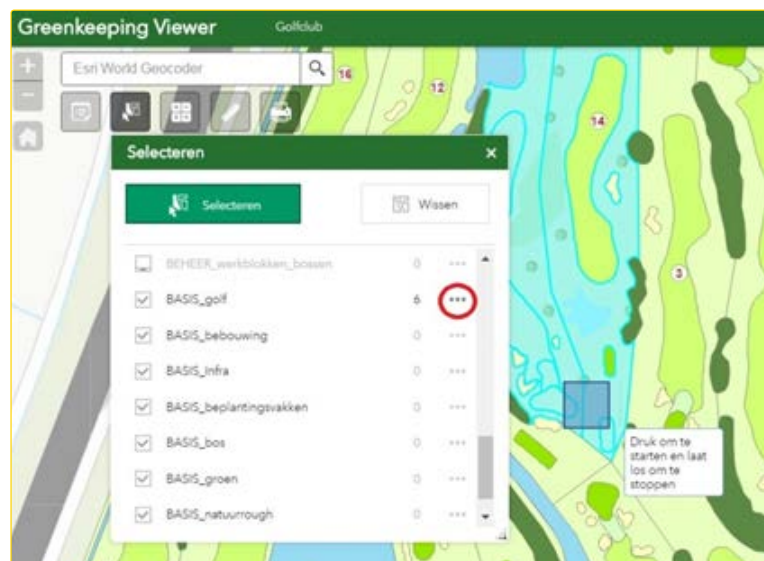 Greenkeeping Viewer Golfclub
Esri World Geocoder
16
12
14
3
Selecteren
Selecteren Wissen
BEHEER_werkblokken_bossen 0
BASIS_golf 6
BASIS_bebouwing 0
BASIS_Infra 0
BASIS_beplantingsvakken 0
BASIS_bos 0
BASIS_groen 0
BASIS_natuurrough 0
Druk om te
starten en laat
los om te
stoppen